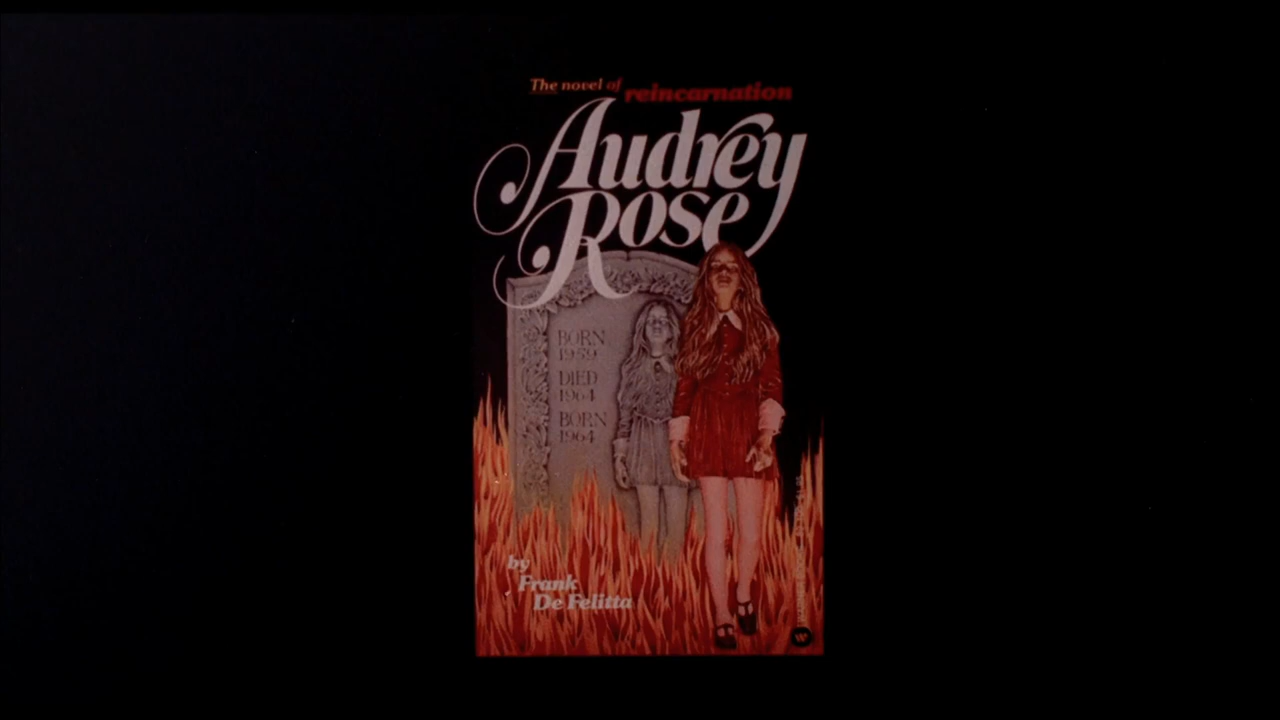 The novel of reincarnation
Audrey
Rose
BORN
1959
DIED
1964
BORN
1964
by
Frank
De Felitta
W